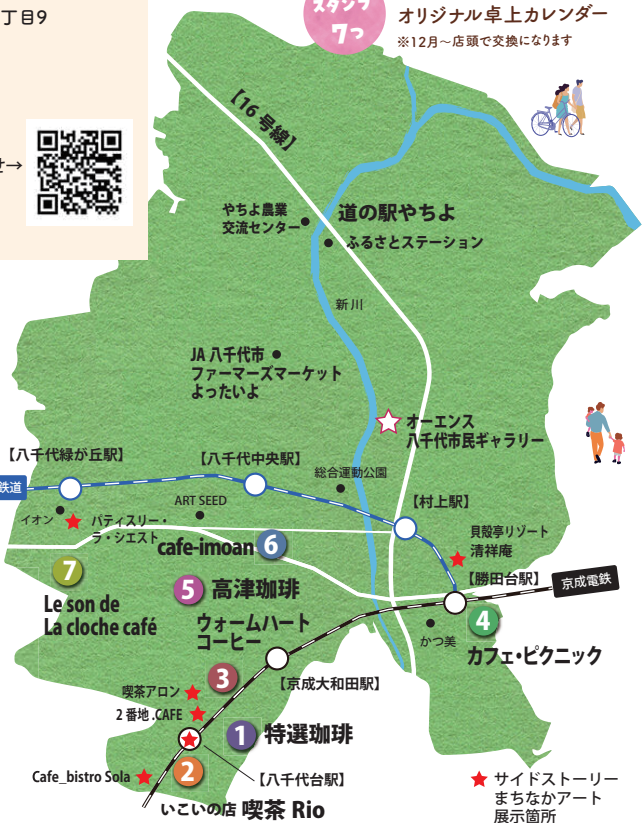 丁目9
スタンプ
7つ
オリジナル卓上カレンダー
※12月～店頭で交換になります
せ→
【16号線】
やちよ農業
交流センター
道の駅やちよ
ふるさとステーション
新川
JA 八千代市
ファーマーズマーケット
よったいよ
オーエンス
八千代市民ギャラリー
【八千代緑が丘駅】
【八千代中央駅】
総合運動公園
鉄道
イオン
パティスリー・
ラ・シエスト
ART SEED
【村上駅】
cafe-imoan 6
貝殻亭リゾート
清祥庵
7
Le son de
La cloche café
5 高津珈琲
【勝田台駅】
京成電鉄
ウォームハート
コーヒー
4
かつ美
カフェ・ピクニック
3
【京成大和田駅】
喫茶アロン
2番地.CAFE
1 特選珈琲
Cafe_bistro Sola
2
【八千代台駅】
いこいの店 喫茶 Rio
サイドストーリー
まちなかアート
展示箇所